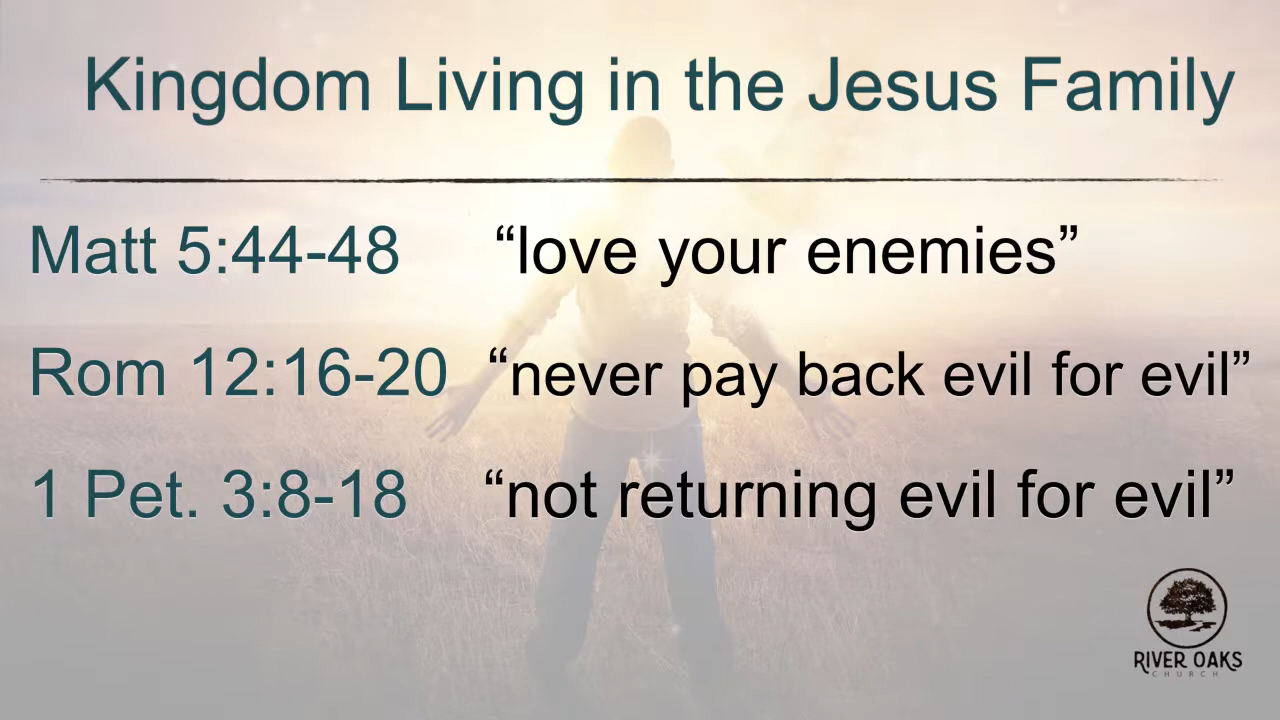 Kingdom Living in the Jesus Family
Matt 5:44-48 “love your enemies”
Rom 12:16-20 “never pay back evil for evil”
1 Pet. 3:8-18 “not returning evil for evil”
RIVER OAKS
CHURCH